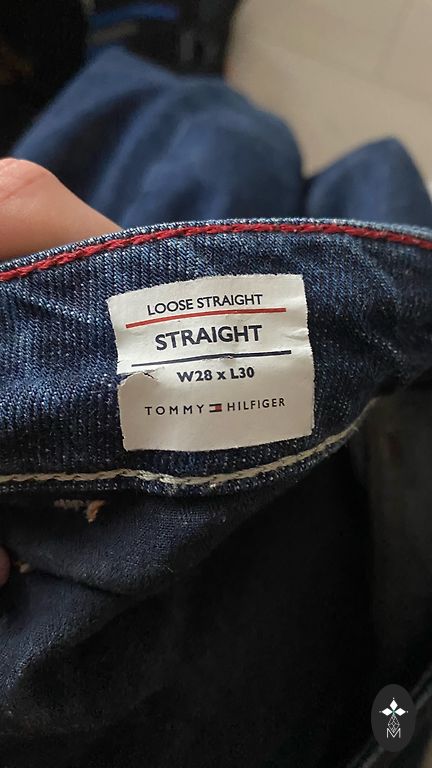 LOOSE STRAIGHT
STRAIGHT
W28 x L30
TOMMY HILFIGER
M